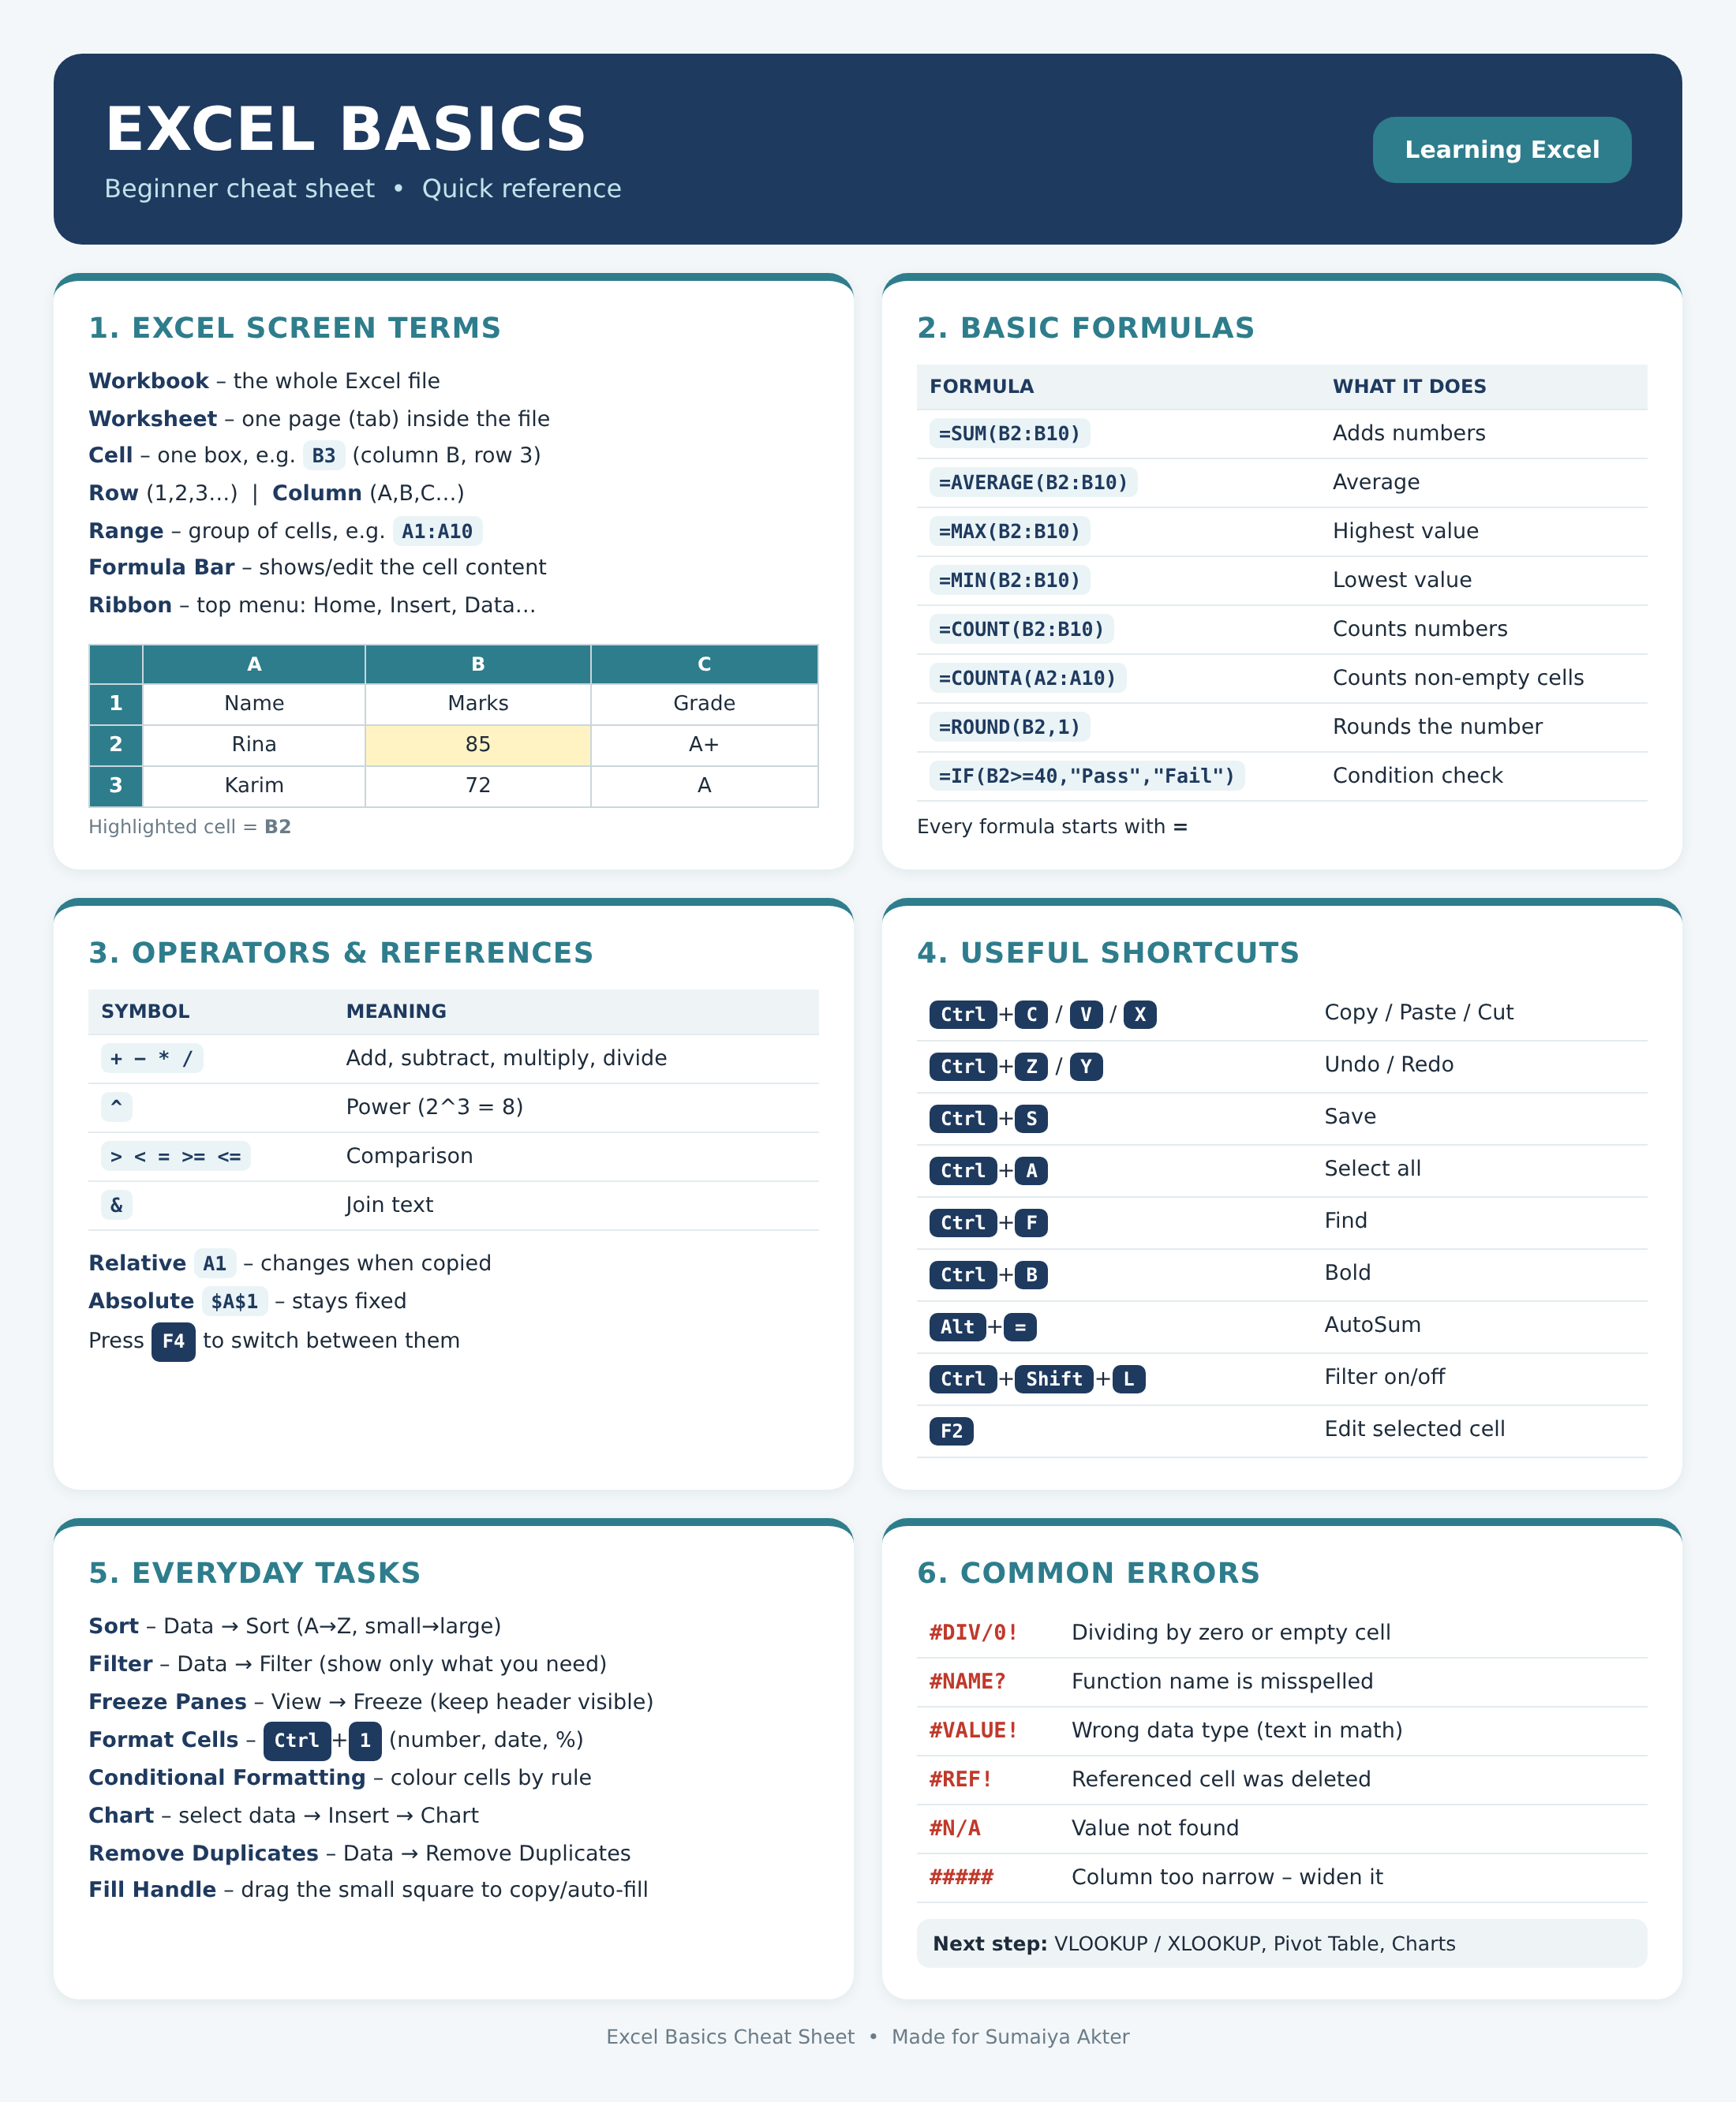 EXCEL BASICS
Beginner cheat sheet • Quick reference
Learning Excel
1. EXCEL SCREEN TERMS
Workbook – the whole Excel file
Worksheet – one page (tab) inside the file
Cell – one box, e.g. B3 (column B, row 3)
Row (1,2,3...) | Column (A,B,C...)
Range – group of cells, e.g. A1:A10
Formula Bar – shows/edit the cell content
Ribbon – top menu: Home, Insert, Data...
A B C
1 Name Marks Grade
2 Rina 85 A+
3 Karim 72 A
Highlighted cell = B2
2. BASIC FORMULAS
FORMULA WHAT IT DOES
=SUM(B2:B10) Adds numbers
=AVERAGE(B2:B10) Average
=MAX(B2:B10) Highest value
=MIN(B2:B10) Lowest value
=COUNT(B2:B10) Counts numbers
=COUNTA(A2:A10) Counts non-empty cells
=ROUND(B2,1) Rounds the number
=IF(B2>=40,"Pass","Fail") Condition check
Every formula starts with =
3. OPERATORS & REFERENCES
SYMBOL MEANING
+ − * / Add, subtract, multiply, divide
^ Power (2^3 = 8)
> < = >= <= Comparison
& Join text
Relative A1 – changes when copied
Absolute $A$1 – stays fixed
Press F4 to switch between them
4. USEFUL SHORTCUTS
Ctrl+C / V / X Copy / Paste / Cut
Ctrl+Z / Y Undo / Redo
Ctrl+S Save
Ctrl+A Select all
Ctrl+F Find
Ctrl+B Bold
Alt+= AutoSum
Ctrl+Shift+L Filter on/off
F2 Edit selected cell
5. EVERYDAY TASKS
Sort – Data → Sort (A→Z, small→large)
Filter – Data → Filter (show only what you need)
Freeze Panes – View → Freeze (keep header visible)
Format Cells – Ctrl+1 (number, date, %)
Conditional Formatting – colour cells by rule
Chart – select data → Insert → Chart
Remove Duplicates – Data → Remove Duplicates
Fill Handle – drag the small square to copy/auto-fill
6. COMMON ERRORS
#DIV/0! Dividing by zero or empty cell
#NAME? Function name is misspelled
#VALUE! Wrong data type (text in math)
#REF! Referenced cell was deleted
#N/A Value not found
##### Column too narrow – widen it
Next step: VLOOKUP / XLOOKUP, Pivot Table, Charts
Excel Basics Cheat Sheet • Made for Sumaiya Akter